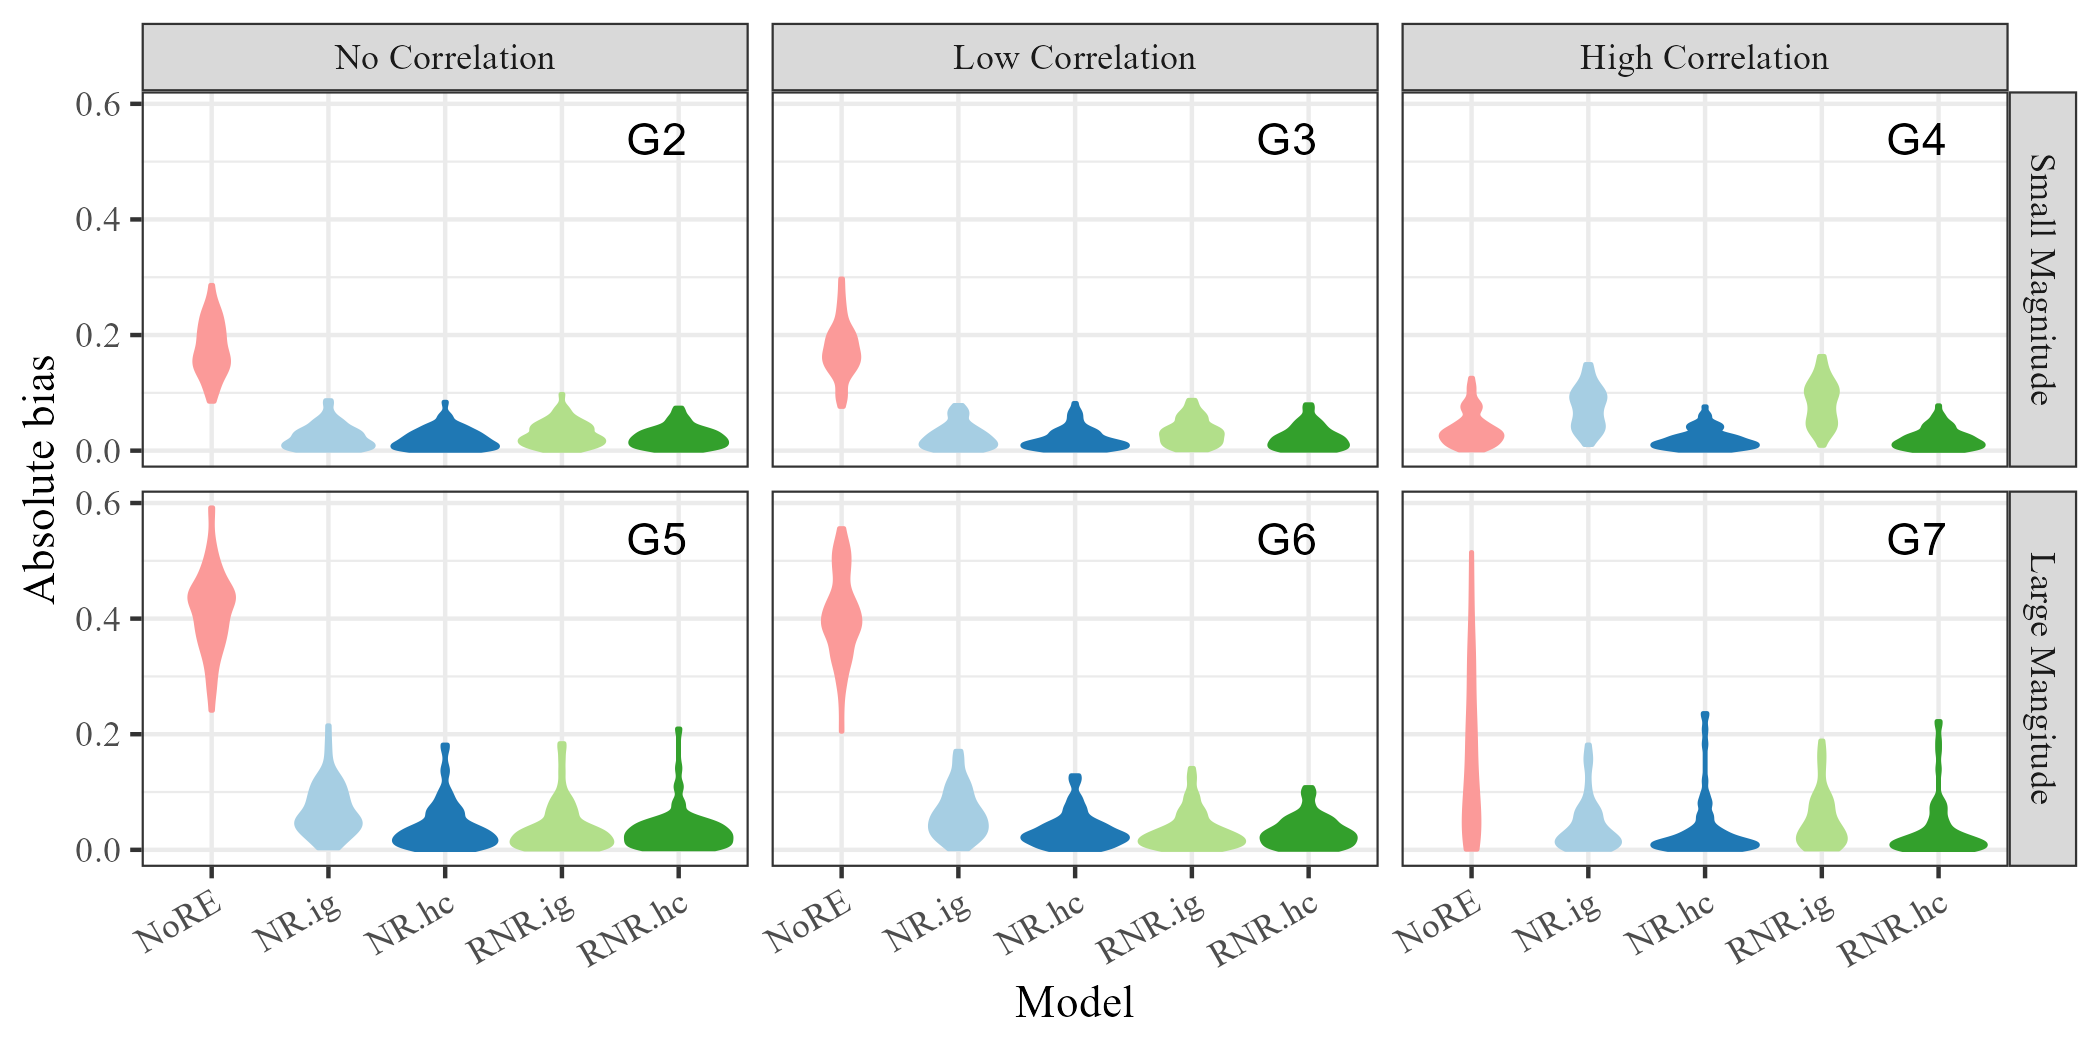 No Correlation
Low Correlation
High Correlation
Absolute bias
0.6
0.4
0.2
0.0
G2
G3
G4
Small Magnitude
0.6
0.4
0.2
0.0
G5
G6
G7
Large Mangitude
NoRE
NR.ig
NR.hc
RNR.ig
RNR.hc
NoRE
NR.ig
NR.hc
RNR.ig
RNR.hc
NoRE
NR.ig
NR.hc
RNR.ig
RNR.hc
Model